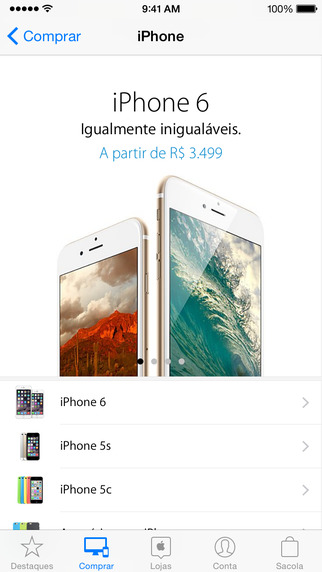 9:41 AM 100%
Comprar iPhone
iPhone 6
Igualmente inigualáveis.
A partir de R$ 3.499
iPhone 6
iPhone 5s
iPhone 5c
Destaques Comprar Lojas Conta Sacola